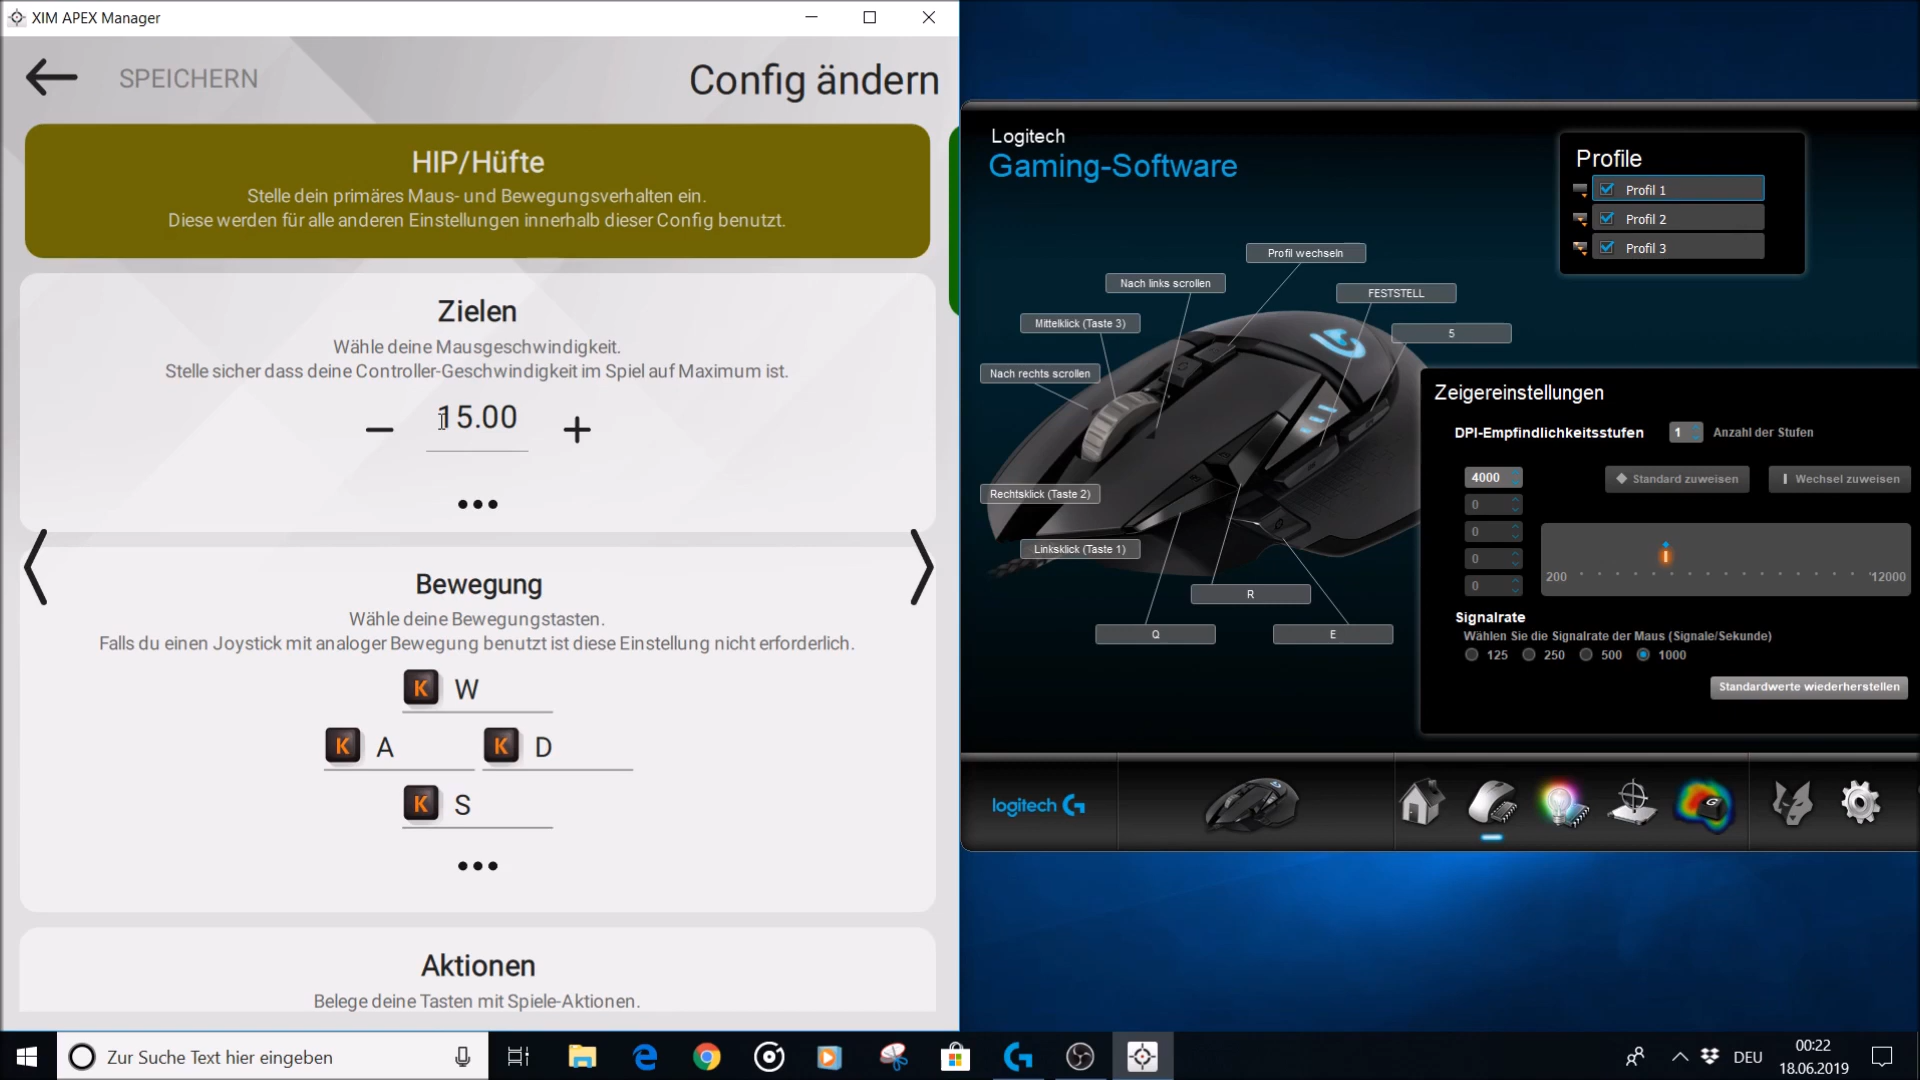 XIM APEX Manager
SPEICHERN
Config ändern
HIP/Hüfte
Stelle dein primäres Maus- und Bewegungsverhalten ein.
Diese werden für alle anderen Einstellungen innerhalb dieser Config benutzt.
Zielen
Wähle deine Mausgeschwindigkeit.
Stelle sicher dass deine Controller-Geschwindigkeit im Spiel auf Maximum ist.
15.00
Bewegung
Wähle deine Bewegungstasten.
Falls du einen Joystick mit analoger Bewegung benutzt ist diese Einstellung nicht erforderlich.
K W
K A
K D
K S
Aktionen
Belege deine Tasten mit Spiele-Aktionen.
Logitech
Gaming-Software
Profile
Profil 1
Profil 2
Profil 3
Profil wechseln
Nach links scrollen
FESTSTELL
Mittelklick (Taste 3)
5
Nach rechts scrollen
Rechtsklick (Taste 2)
Linksklick (Taste 1)
R
Q
E
Zeigereinstellungen
DPI-Empfindlichkeitsstufen
1
Anzahl der Stufen
4000
Standard zuweisen
Wechsel zuweisen
0
0
0
0
200
12000
Signalrate
Wählen Sie die Signalrate der Maus (Signale/Sekunde)
125
250
500
1000
Standardwerte wiederherstellen
logitech G
Zur Suche Text hier eingeben
DEU
00:22
18.06.2019